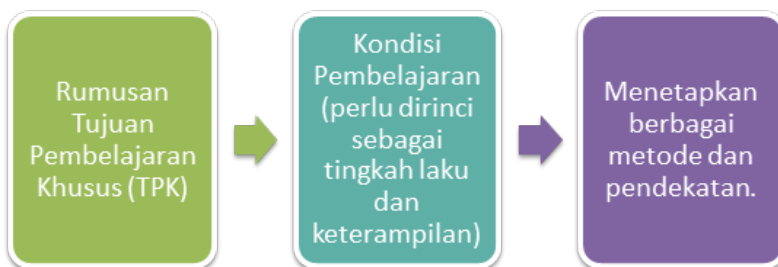 Rumusan
Tujuan
Pembelajaran
Khusus (TPK)
Kondisi
Pembelajaran
(perlu dirinci
sebagai
tingkah laku
dan
keterampilan)
Menetapkan
berbagai
metode dan
pendekatan.